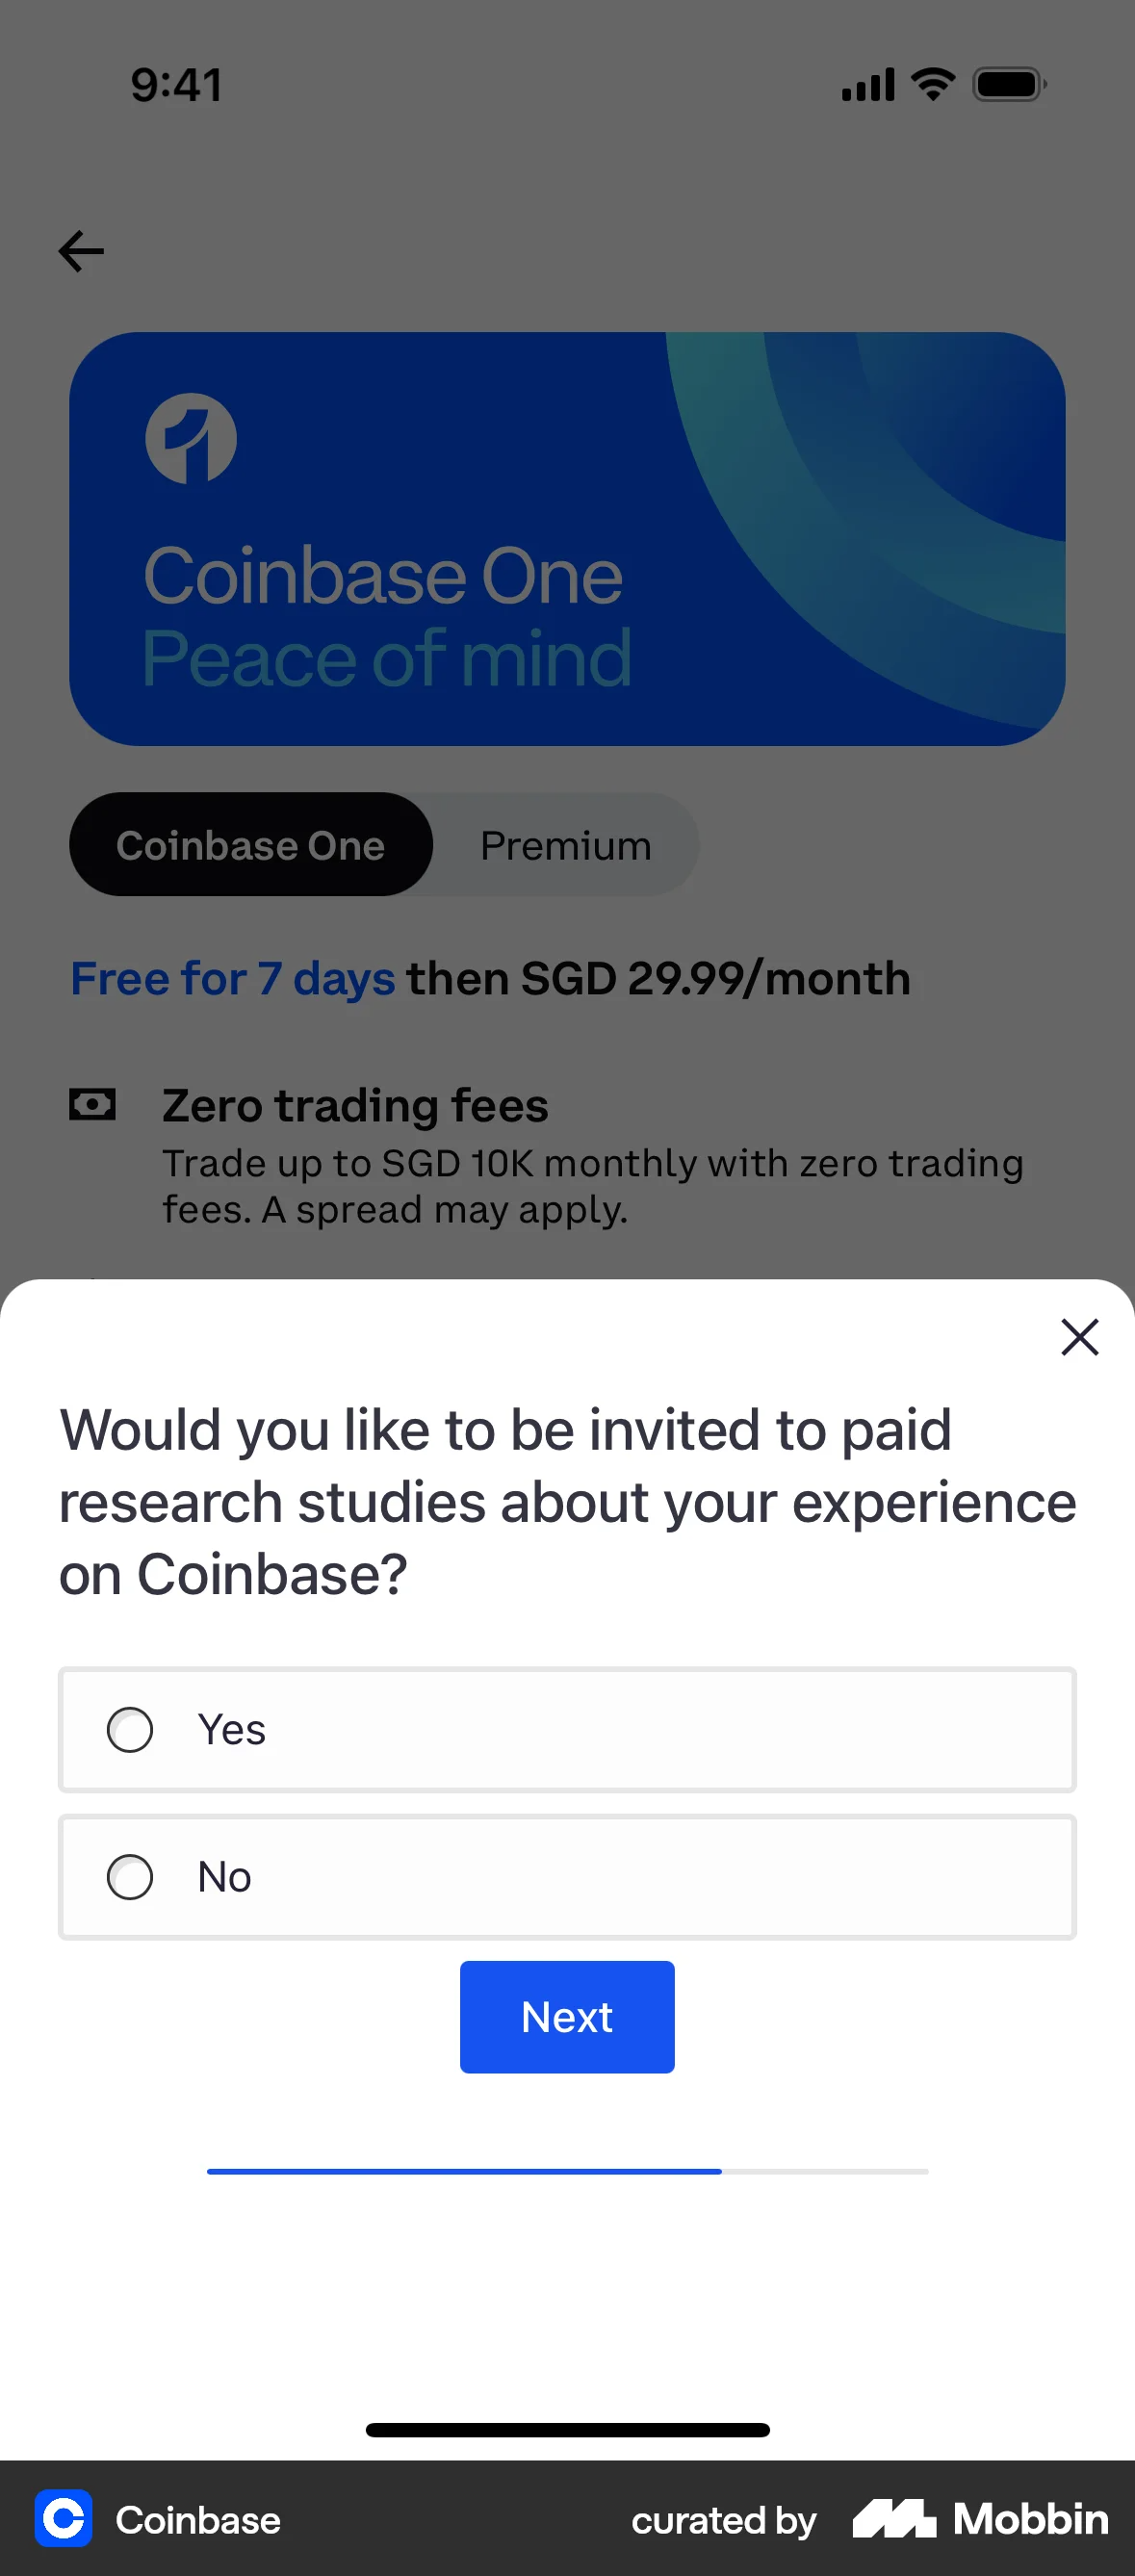 9:41
Coinbase One
Peace of mind
Coinbase One
Premium
Free for 7 days then SGD 29.99/month
Zero trading fees
Trade up to SGD 10K monthly with zero trading
fees. A spread may apply.
Would you like to be invited to paid
research studies about your experience
on Coinbase?
Yes
No
Next
Coinbase
curated by
Mobbin